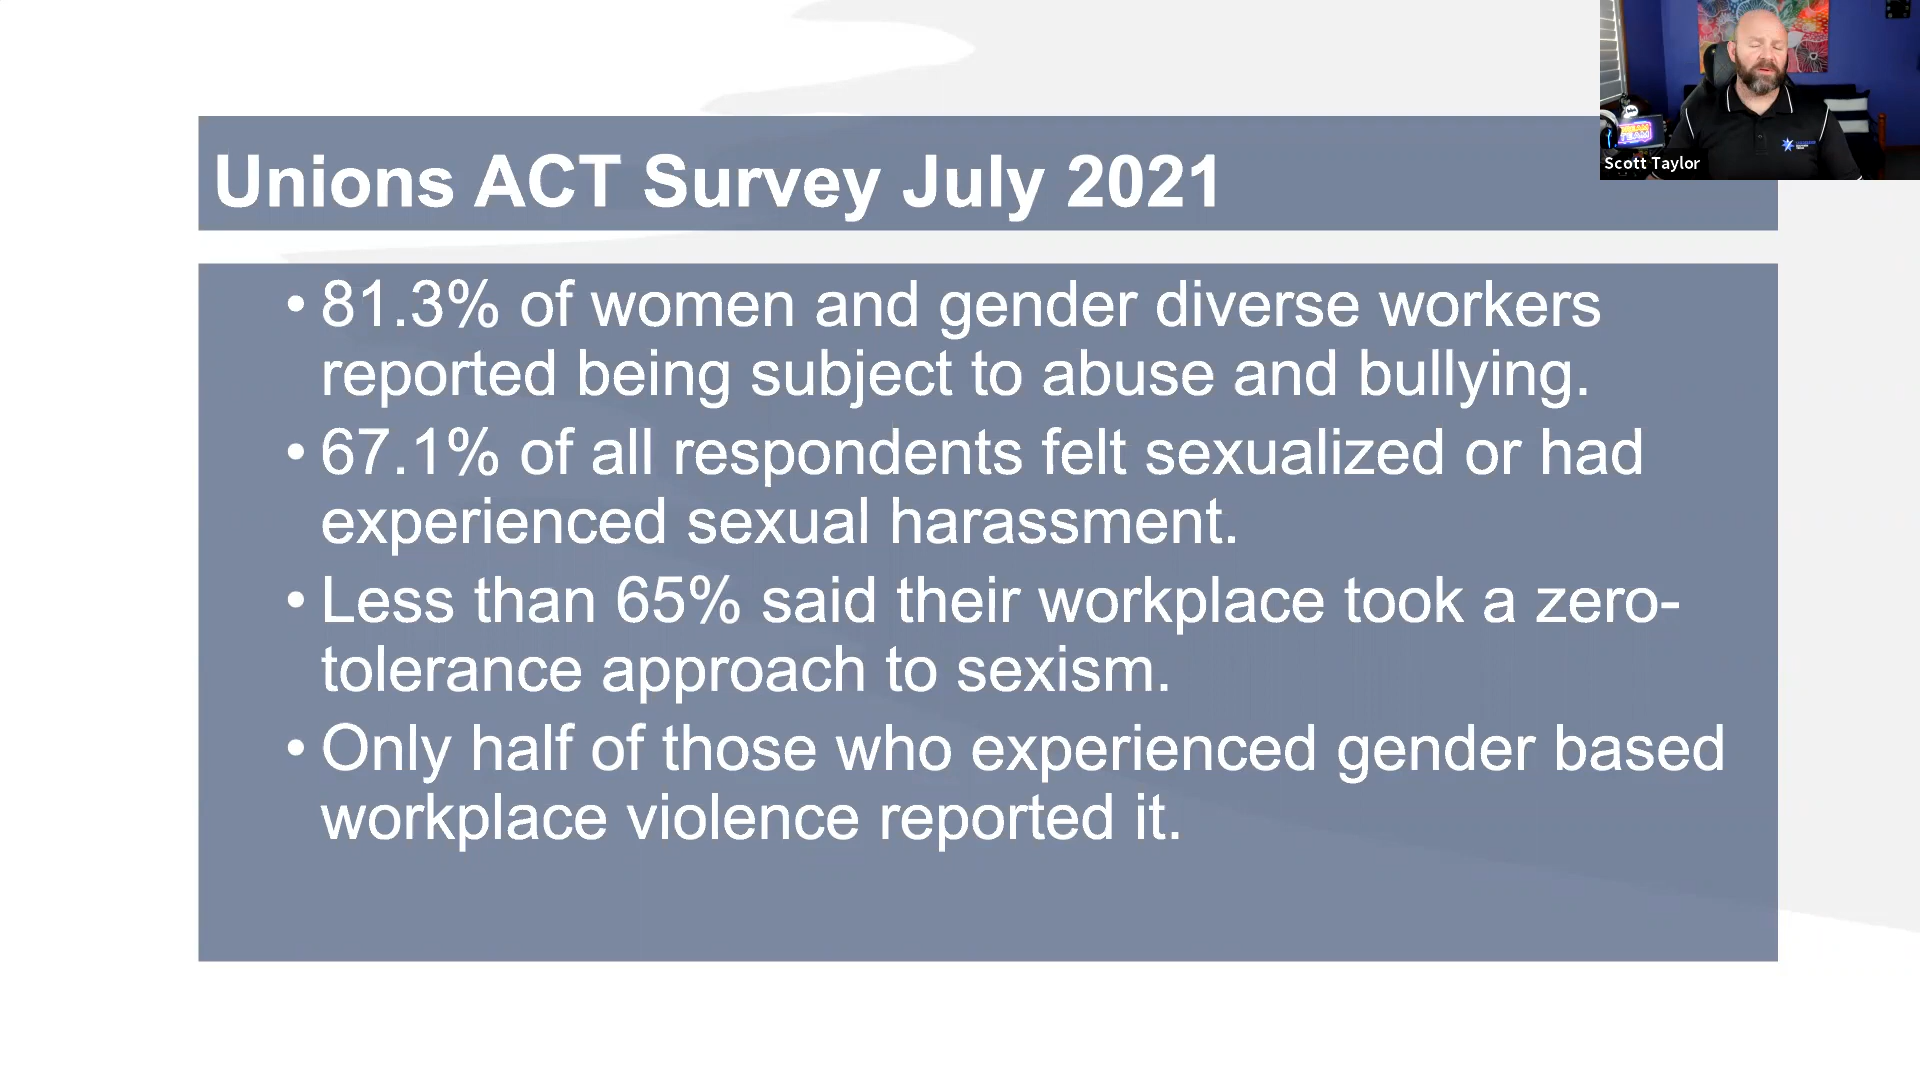 Unions ACT Survey July 2021
Scott Taylor
• 81.3% of women and gender diverse workers
reported being subject to abuse and bullying.
• 67.1% of all respondents felt sexualized or had
experienced sexual harassment.
• Less than 65% said their workplace took a zero-
tolerance approach to sexism.
• Only half of those who experienced gender based
workplace violence reported it.